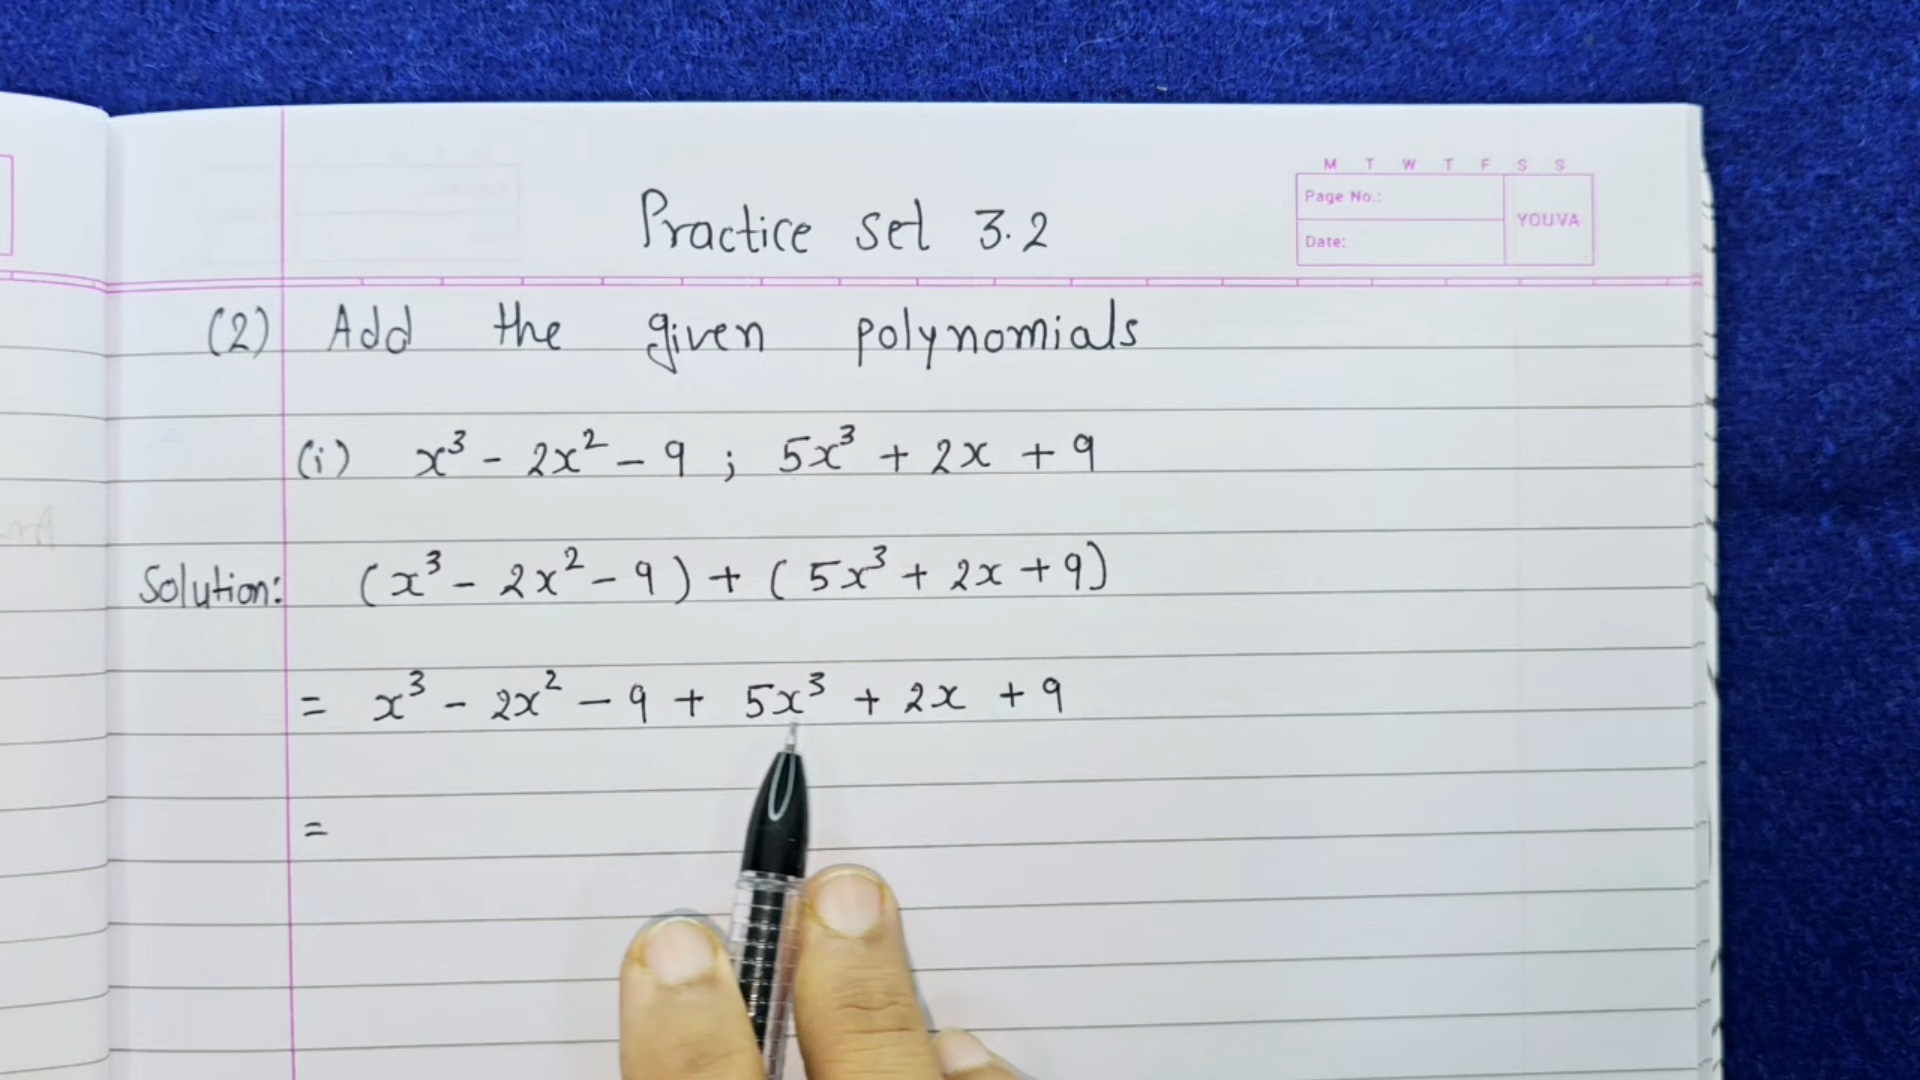 M T W T F S S
Page No.:
YOUVA
Date:
Practice set 3.2
(2) Add the given polynomials
(i) x³ - 2x² - 9 ; 5x³ + 2x + 9
Solution: (x³ - 2x² - 9) + (5x³ + 2x + 9)
= x³ - 2x² - 9 + 5x³ + 2x + 9
=